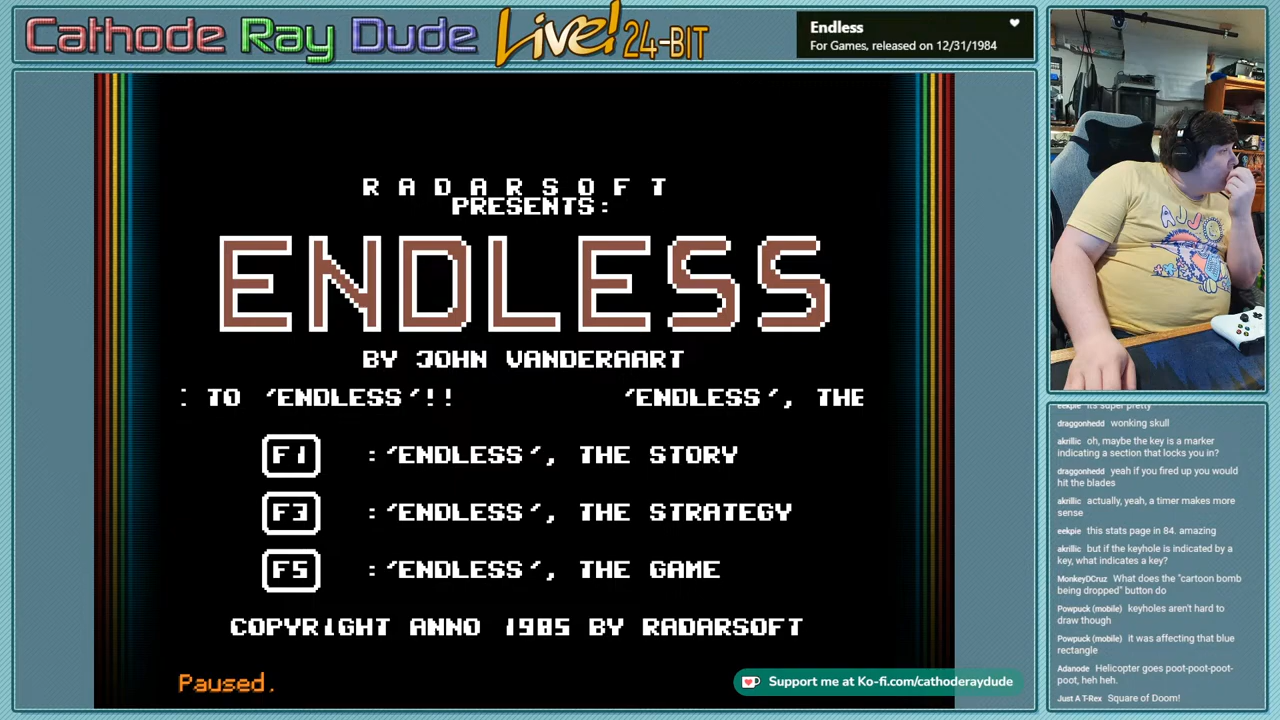 Cathode Ray Dude Live! 24-BIT
Endless
For Games, released on 12/31/1984
RADARSOFT
PRESENTS:
ENDLESS
BY JOHN VANDERAART
: TO 'ENDLESS'!! 'ENDLESS', THE
F1 :'ENDLESS', THE STORY
F3 :'ENDLESS', THE STRATEGY
F5 :'ENDLESS', THE GAME
COPYRIGHT ANNO 1985 BY RADARSOFT
Paused.
Support me at Ko-fi.com/cathoderaydude
eekpie its super pretty
draggonhedd wonking skull
akrillic oh, maybe the key is a marker
indicating a section that locks you in?
draggonhedd yeah if you fired up you would
hit the blades
akrillic actually, yeah, a timer makes more
sense
eekpie this stats page in 84. amazing
akrillic but if the keyhole is indicated by a
key, what indicates a key?
MonkeyDCruz What does the "cartoon bomb
being dropped" button do
Powpuck (mobile) keyholes aren't hard to
draw though
Powpuck (mobile) it was affecting that blue
rectangle
Adanode Helicopter goes poot-poot-poot-
poot, heh heh.
Just A T-Rex Square of Doom!